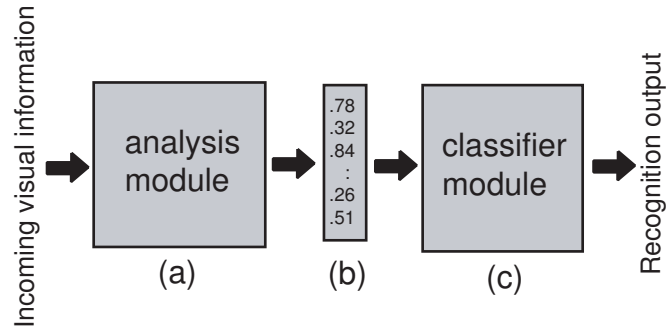 Incoming visual information
analysis
module
(a)
.78
.32
.84
:
.26
.51
(b)
classifier
module
(c)
Recognition output